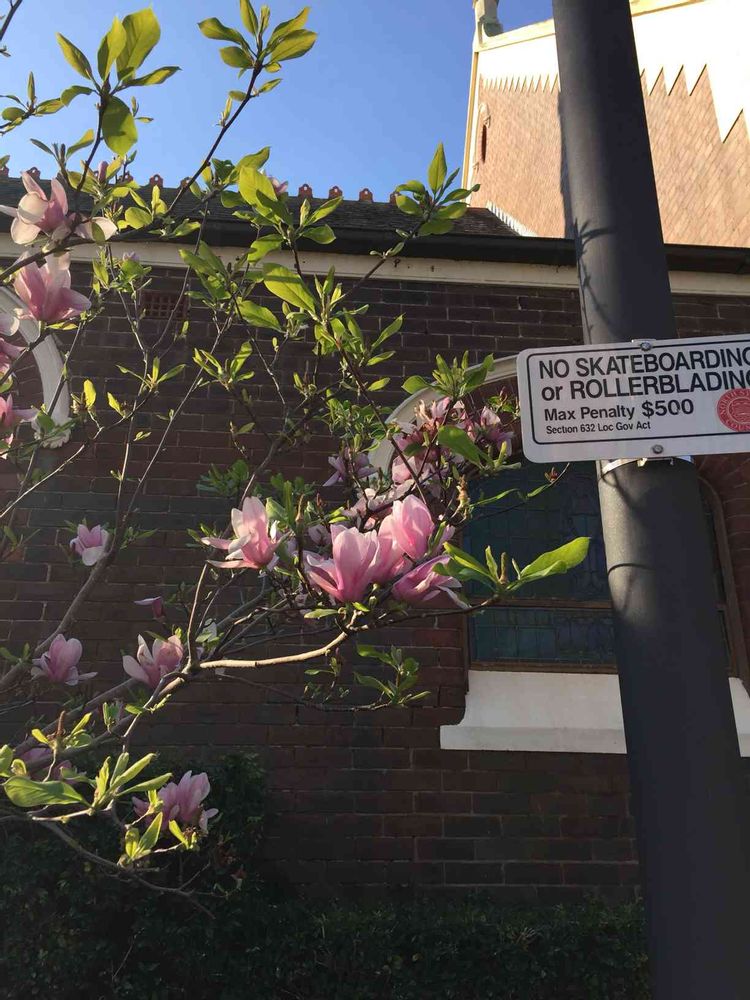 NO SKATEBOARDING
or ROLLERBLADING
Max Penalty $500
Section 632 Loc Gov Act